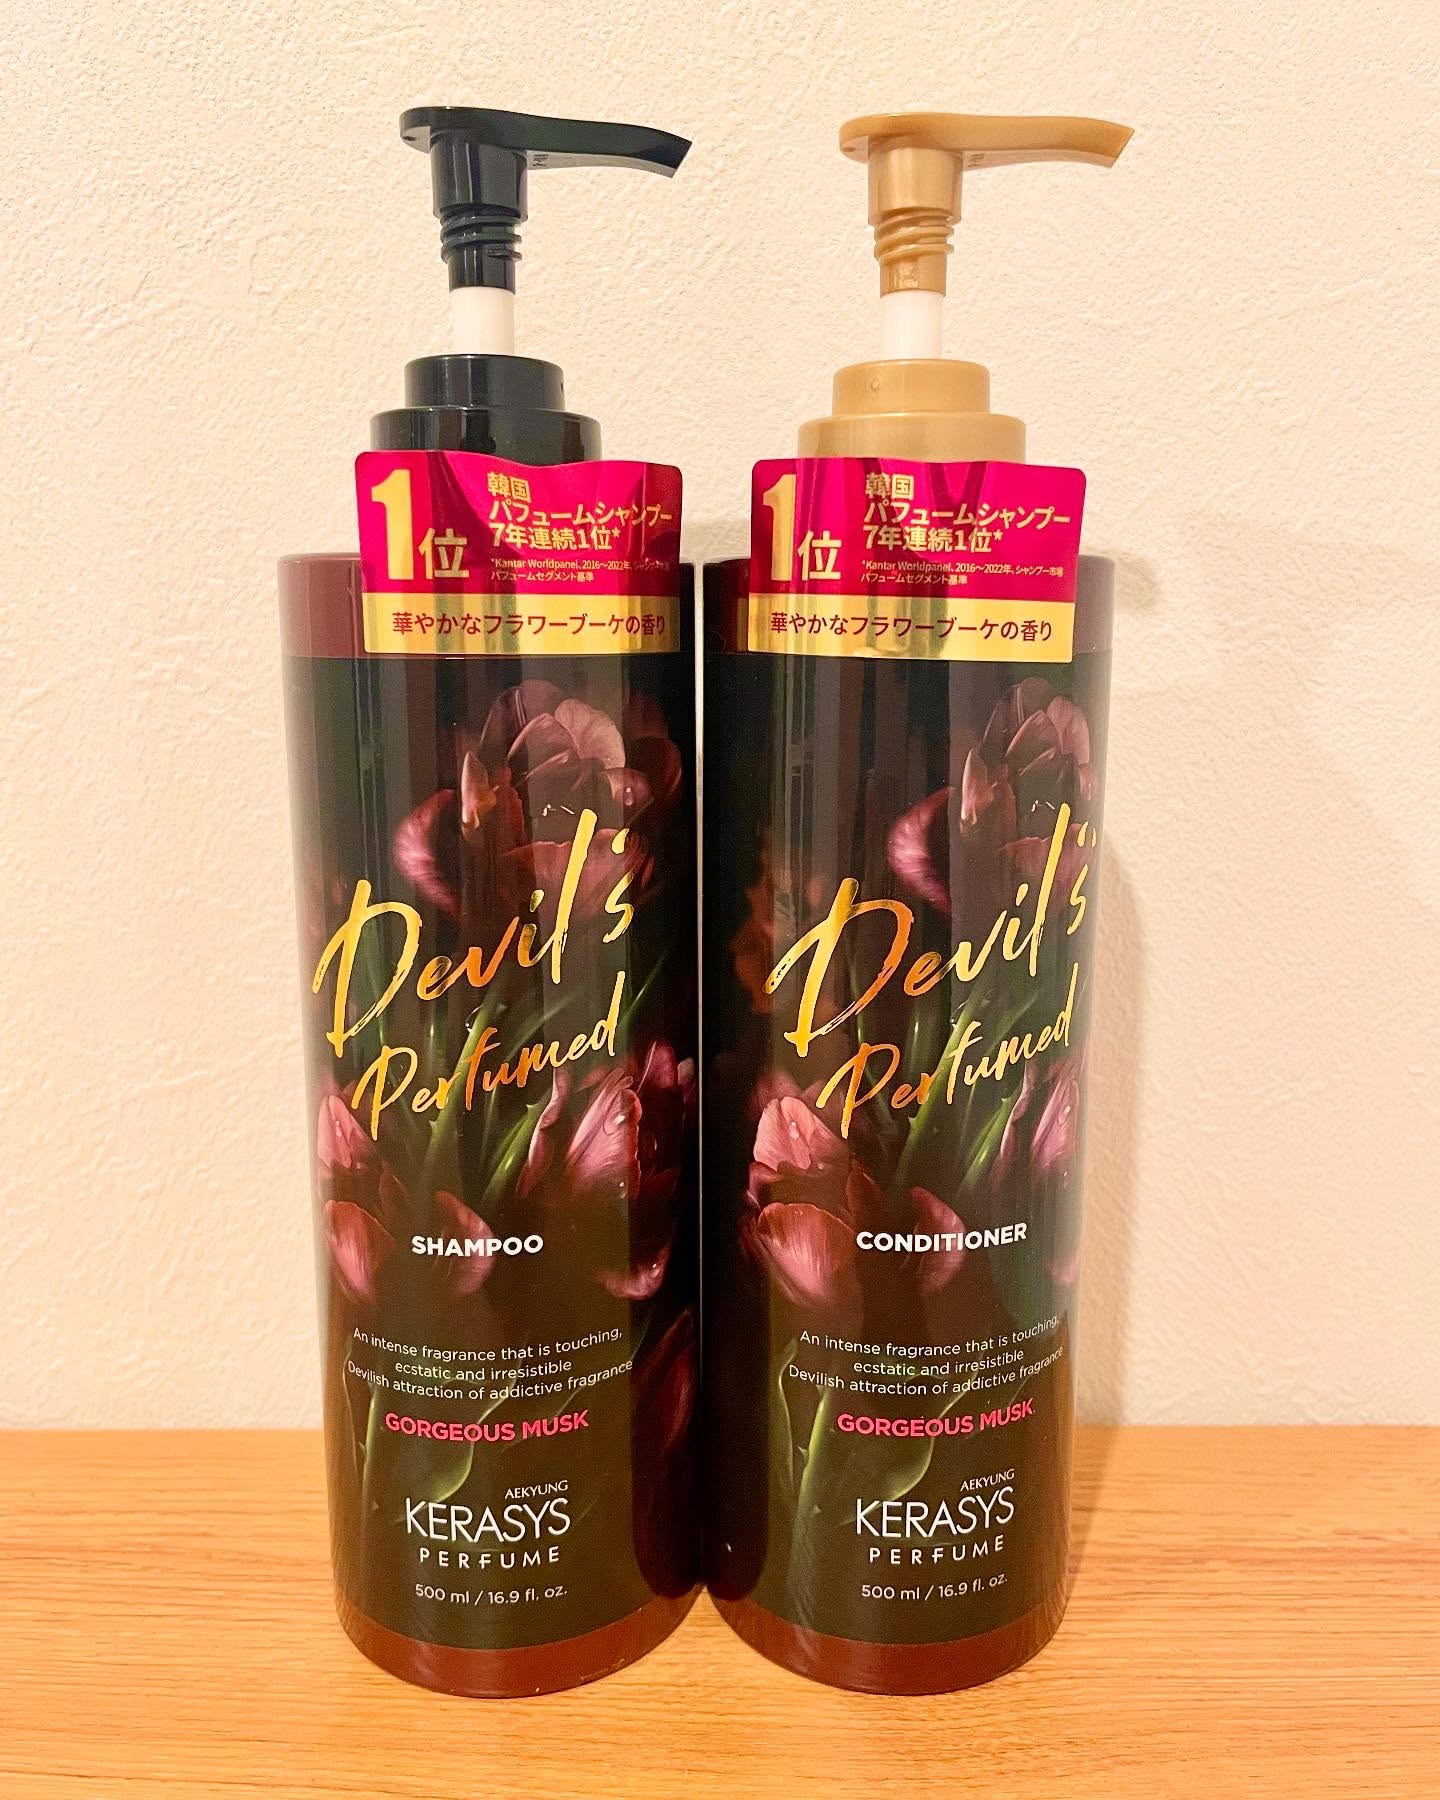 1位
韓国
パフュームシャンプー
7年連続1位*
*Kantar Worldpanel、2016～2022年、シャンプー市場
パフュームセグメント基準
華やかなフラワーブーケの香り
Devil's
Perfumed
SHAMPOO
An intense fragrance that is touching,
ecstatic and irresistible
Devilish attraction of addictive fragrance
GORGEOUS MUSK
AEKYUNG
KERASYS
PERFUME
500 ml / 16.9 fl. oz.
1位
韓国
パフュームシャンプー
7年連続1位*
*Kantar Worldpanel、2016～2022年、シャンプー市場
パフュームセグメント基準
華やかなフラワーブーケの香り
Devil's
Perfumed
CONDITIONER
An intense fragrance that is touching,
ecstatic and irresistible
Devilish attraction of addictive fragrance
GORGEOUS MUSK
AEKYUNG
KERASYS
PERFUME
500 ml / 16.9 fl. oz.